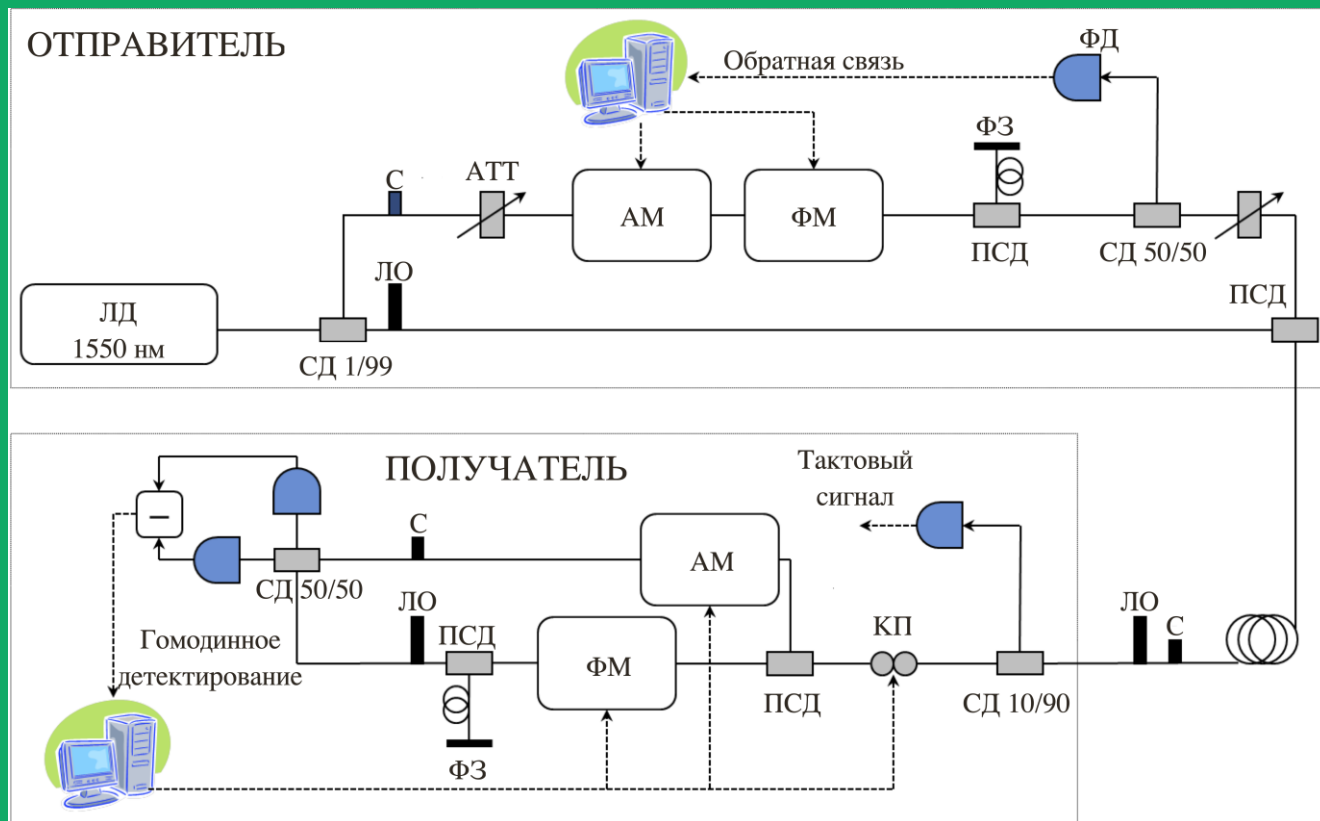 ОТПРАВИТЕЛЬ
ФД
Обратная связь
ФЗ
АТТ
С
АМ
ФМ
ПСД
СД 50/50
ЛО
ПСД
ЛД
1550 нм
СД 1/99
ПОЛУЧАТЕЛЬ
Тактовый
сигнал
–
С
АМ
СД 50/50
ЛО
ПСД
КП
ЛО
С
Гомодинное
детектирование
ФМ
ПСД
СД 10/90
ФЗ